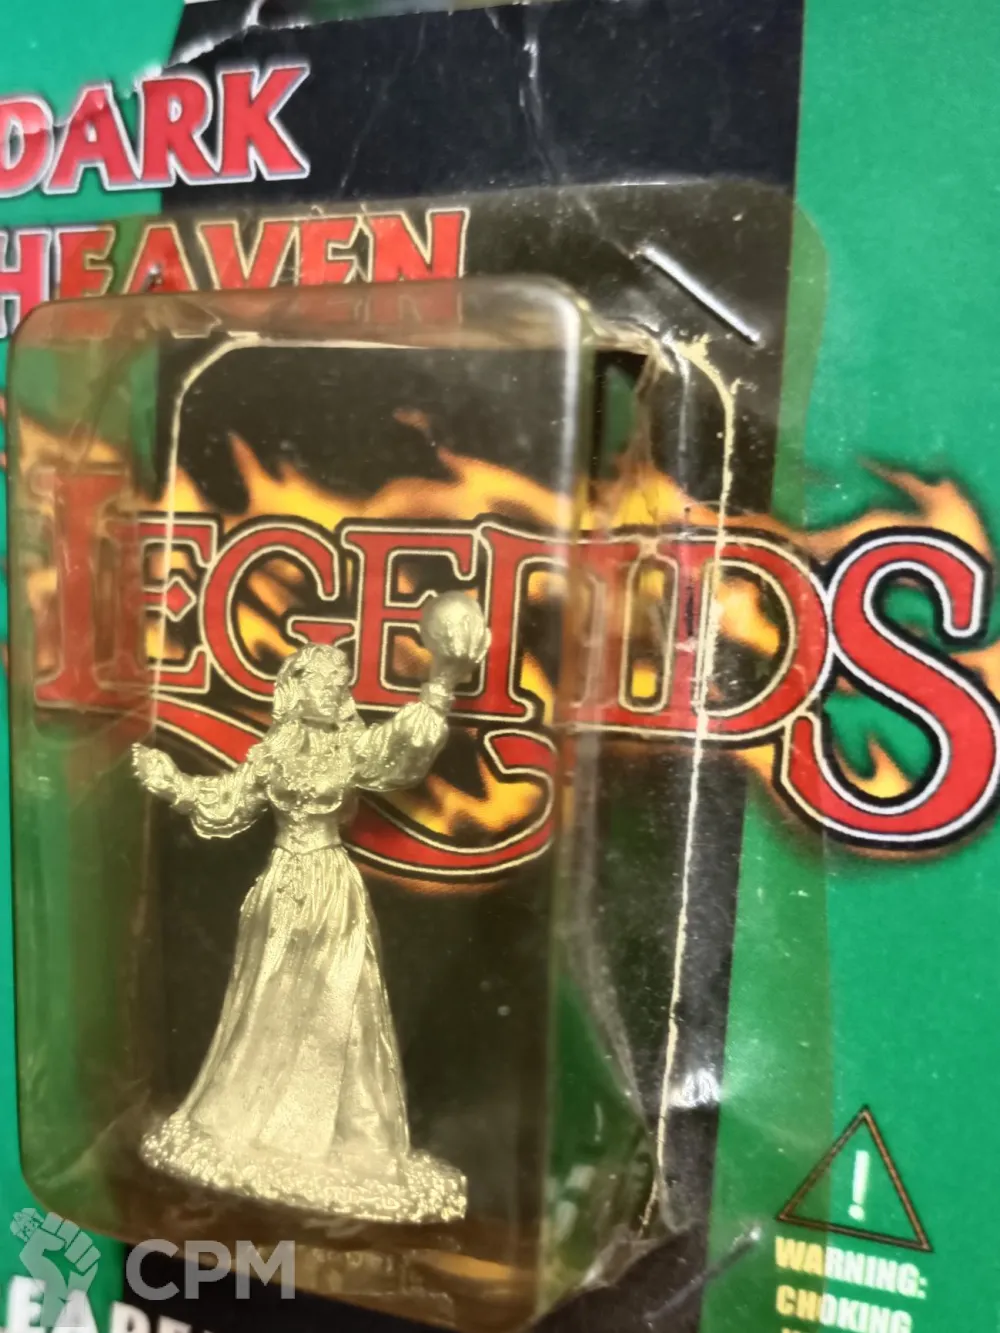 DARK
HEAVEN
LEGENDS
!
WARNING:
CHOKING
CPM